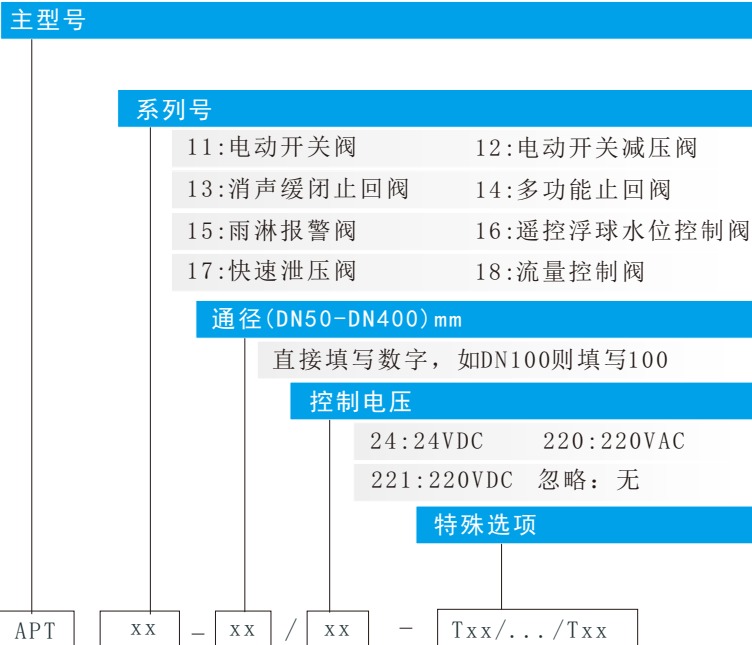 主型号
系列号
11:电动开关阀 12:电动开关减压阀
13:消声缓闭止回阀 14:多功能止回阀
15:雨淋报警阀 16:遥控浮球水位控制阀
17:快速泄压阀 18:流量控制阀
通径(DN50-DN400)mm
直接填写数字，如DN100则填写100
控制电压
24:24VDC 220:220VAC
221:220VDC 忽略：无
特殊选项
APT xx - xx / xx - Txx/.../Txx